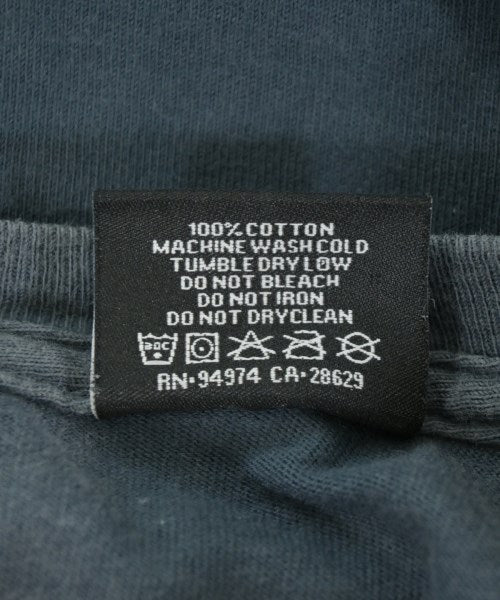 100% COTTON
MACHINE WASH COLD
TUMBLE DRY LOW
DO NOT BLEACH
DO NOT IRON
DO NOT DRYCLEAN
RN•94974 CA•28629